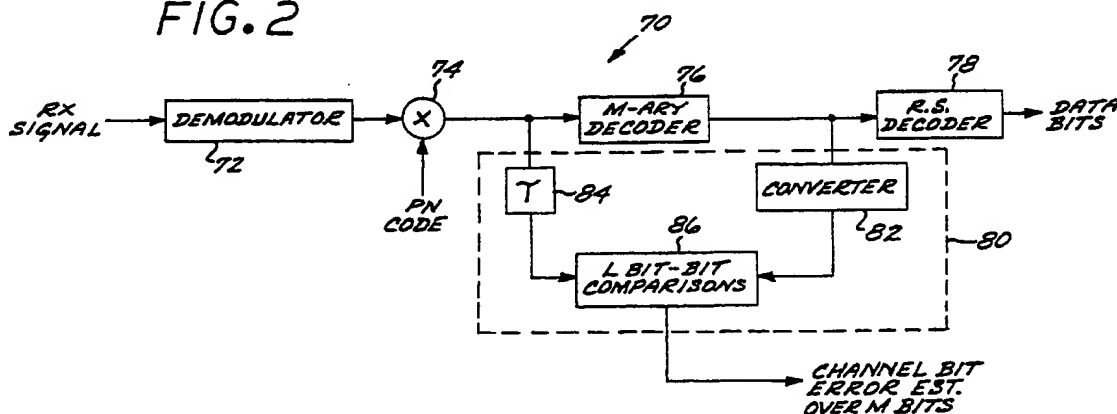 FIG. 2
70
74
76
78
RX
SIGNAL
DEMODULATOR
X
M-ARY
DECODER
R.S.
DECODER
DATA
BITS
72
PN
CODE
T
84
CONVERTER
82
80
86
L BIT-BIT
COMPARISONS
CHANNEL BIT
ERROR EST.
OVER M BITS